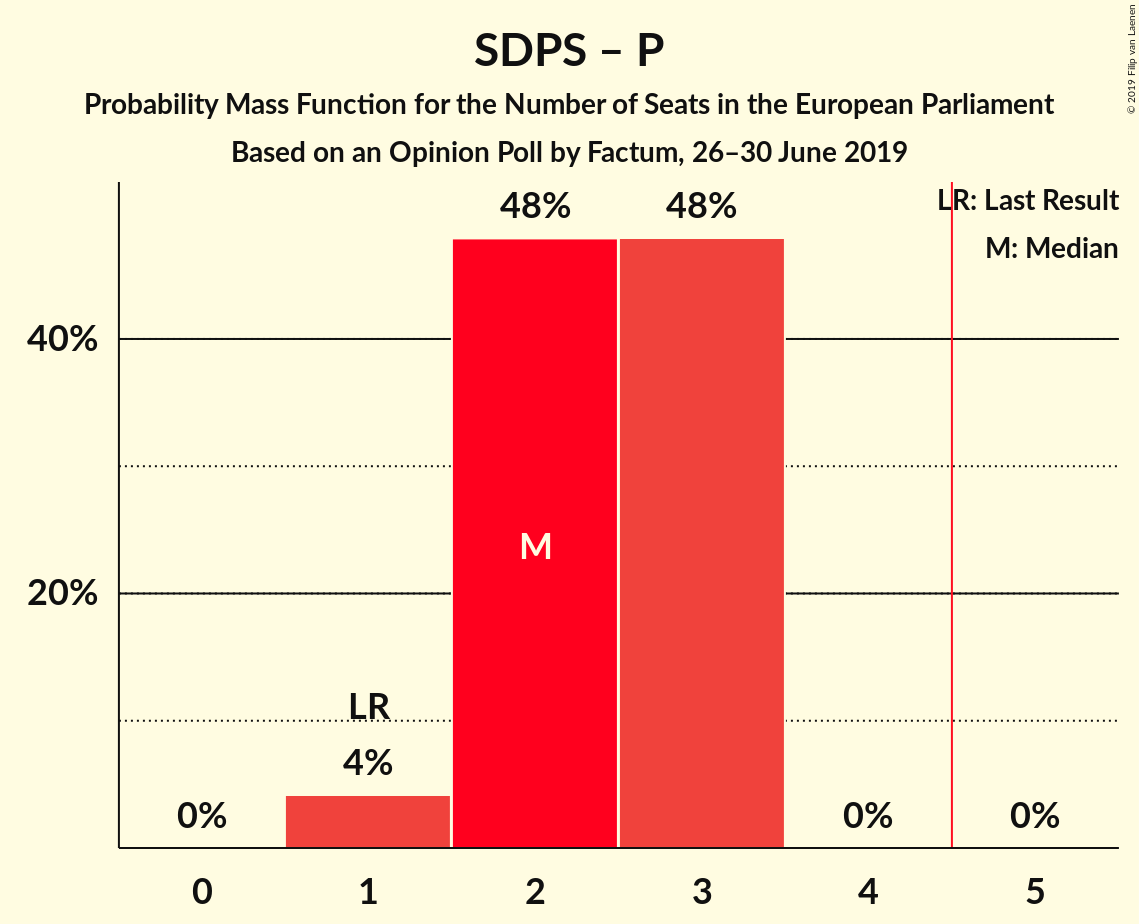 SDPS – P
Probability Mass Function for the Number of Seats in the European Parliament
Based on an Opinion Poll by Factum, 26–30 June 2019
© 2019 Filip van Laenen
LR: Last Result
M: Median
48%
48%
40%
M
20%
LR
4%
0%
0%
0%
0
1
2
3
4
5